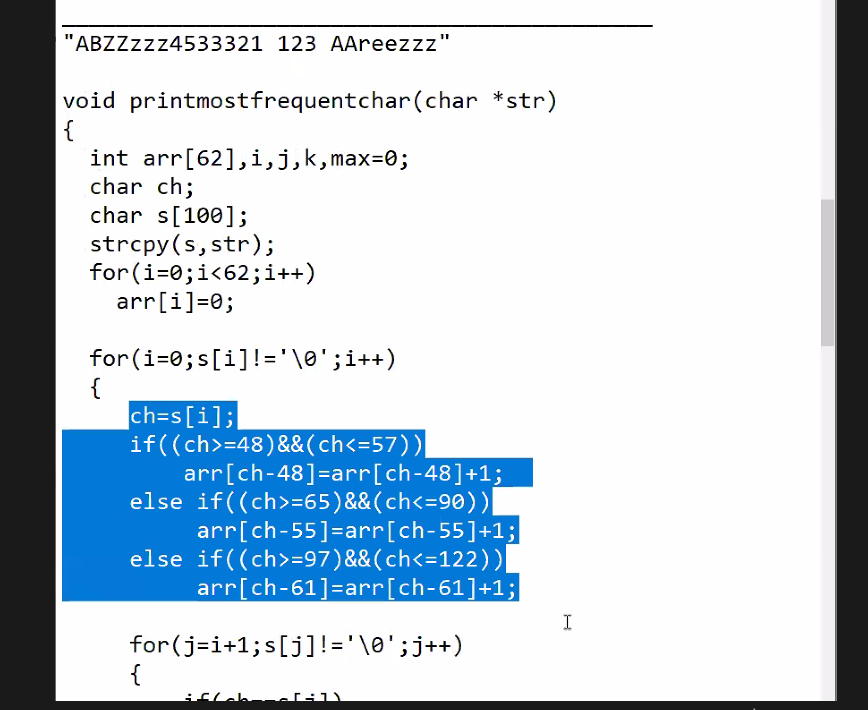 "ABZZzzz4533321 123 AAreezzz"
void printmostfrequentchar(char *str)
{
int arr[62],i,j,k,max=0;
char ch;
char s[100];
strcpy(s,str);
for(i=0;i<62;i++)
arr[i]=0;
for(i=0;s[i]!='\0';i++)
{
ch=s[i];
if((ch>=48)&&(ch<=57))
arr[ch-48]=arr[ch-48]+1;
else if((ch>=65)&&(ch<=90))
arr[ch-55]=arr[ch-55]+1;
else if((ch>=97)&&(ch<=122))
arr[ch-61]=arr[ch-61]+1;
for(j=i+1;s[j]!='\0';j++)
{
if(ch==s[j])